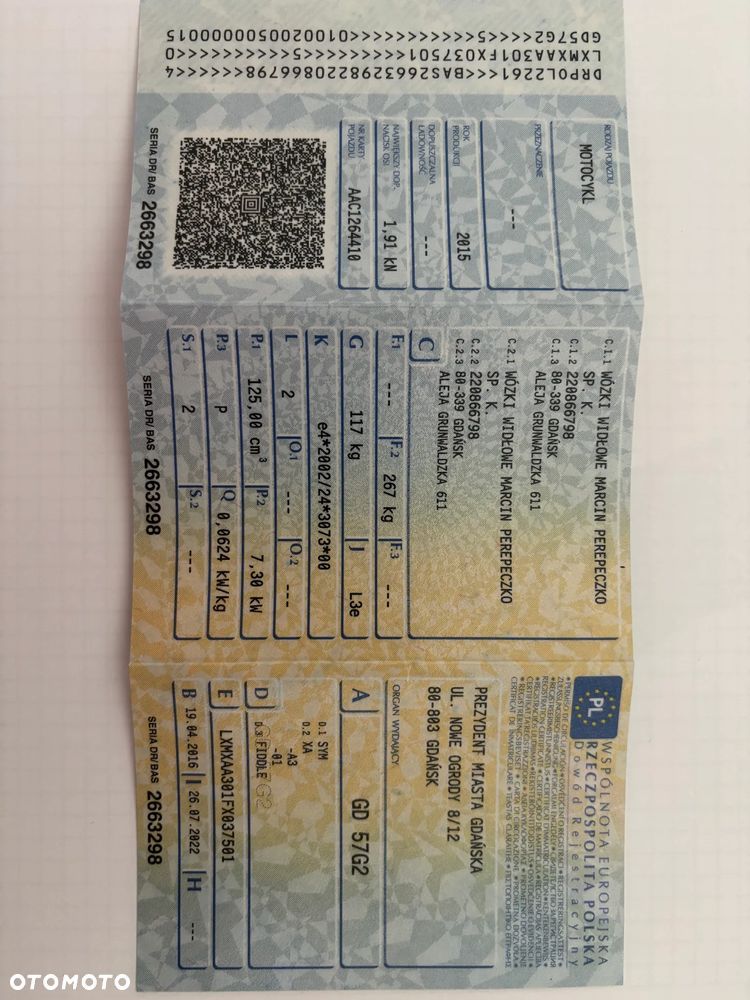 WSPÓLNOTA EUROPEJSKA
RZECZPOSPOLITA POLSKA
Dowód Rejestracyjny
PL
ORGAN WYDAJĄCY
PREZYDENT MIASTA GDAŃSKA
UL. NOWE OGRODY 8/12
80-803 GDAŃSK
A GD 57G2
D D.1 SYM
D.2 XA
-A3
-01
D.3 FIDDLE
E LXMXAA301FX037501
B 19.04.2016 I 26.07.2022 H ---
SERIA DR/ BAS 2663298
C.1.1 WÓZKI WIDŁOWE MARCIN PEREPECZKO
SP. K.
C.1.2 220866798
C.1.3 80-339 GDAŃSK
ALEJA GRUNWALDZKA 611
C.2.1 WÓZKI WIDŁOWE MARCIN PEREPECZKO
SP. K.
C.2.2 220866798
C.2.3 80-339 GDAŃSK
ALEJA GRUNWALDZKA 611
C
F.1 --- F.2 267 kg F.3 ---
G 117 kg J L3e
K e4*2002/24*3073*00
L 2 O.1 --- O.2 ---
P.1 125,00 cm³ P.2 7,30 kW
P.3 P Q 0,0624 kW/kg
S.1 2 S.2 ---
SERIA DR/ BAS 2663298
RODZAJ POJAZDU
MOTOCYKL
PRZEZNACZENIE
---
ROK PRODUKCJI 2015
DOPUSZCZALNA ŁADOWNOŚĆ ---
NAJWIĘKSZY DOP. NACISK OSI 1,91 kN
NR KARTY POJAZDU AAC1264410
SERIA DR/ BAS 2663298
DRPOL2261<<<BAS2663298220866798<<<<4
LXMXAA301FX037501<<<<<5<<<<<<<<<<<<0
GD57G2<<<<<5<<<<<0100200500000015
OTOMOTO